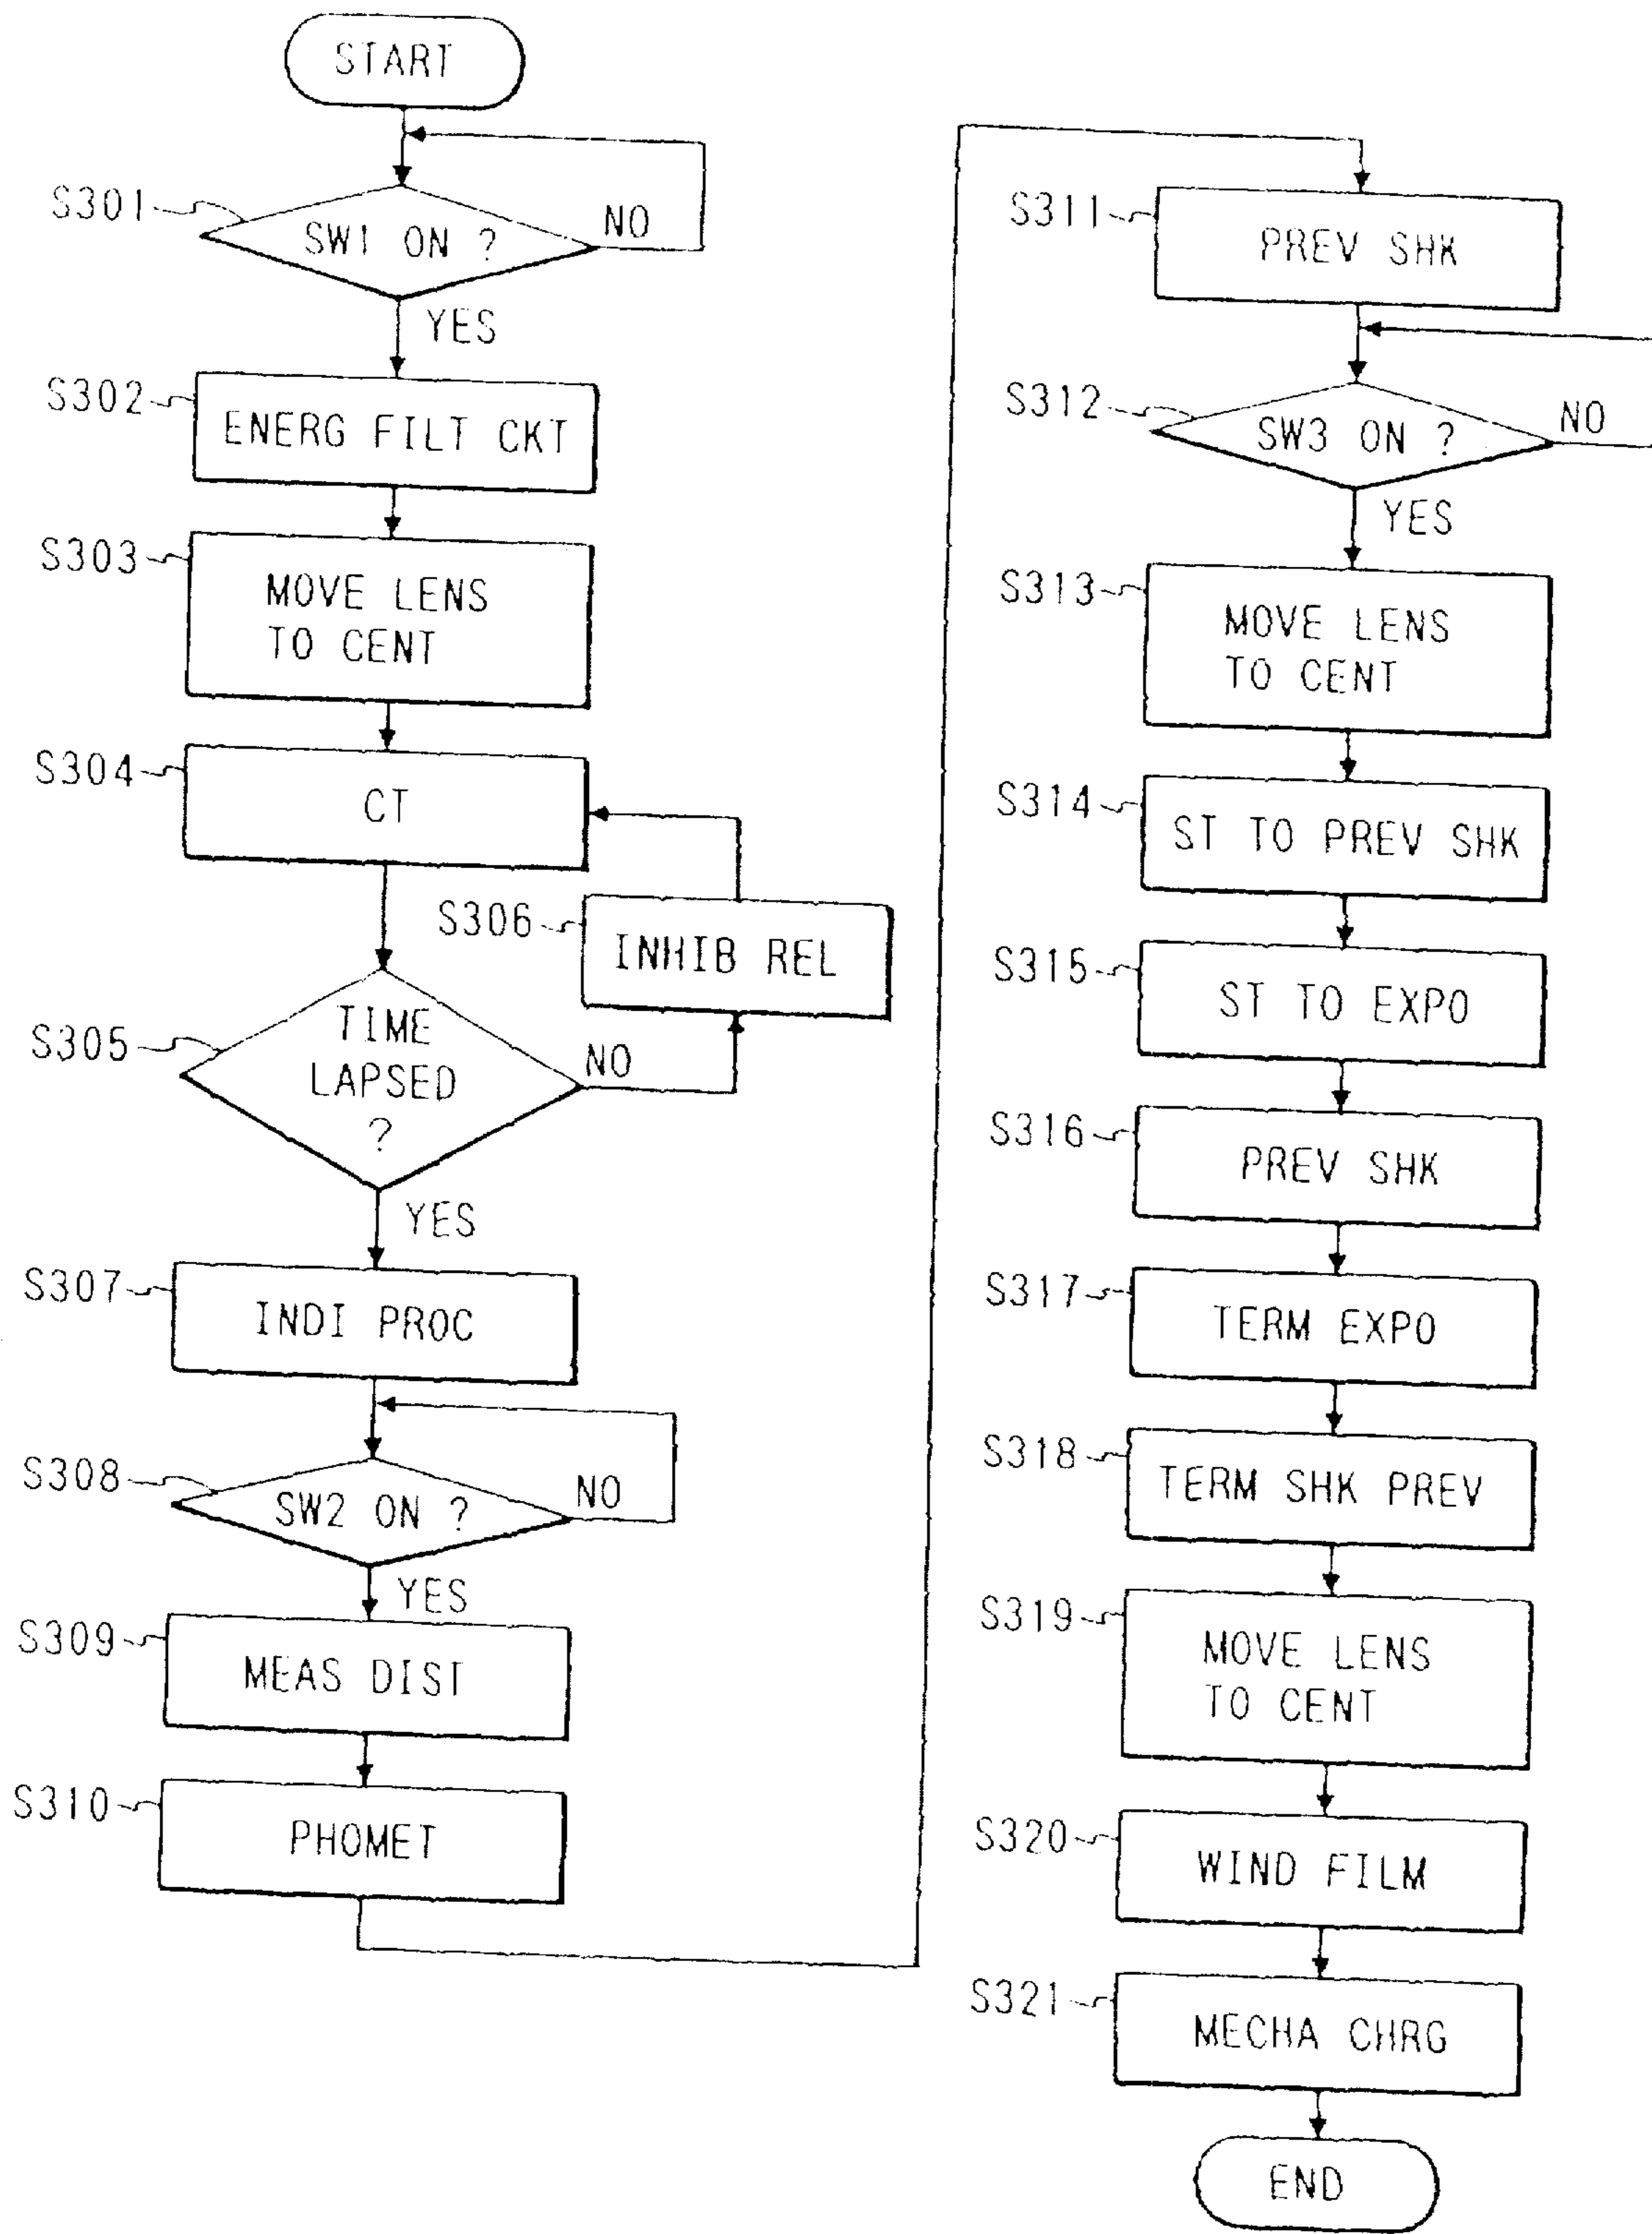 START
S301
SW1 ON ?
NO
YES
S302
ENERG FILT CKT
S303
MOVE LENS
TO CENT
S304
CT
S306
INHIB REL
S305
TIME
LAPSED
?
NO
YES
S307
INDI PROC
S308
SW2 ON ?
NO
YES
S309
MEAS DIST
S310
PHOMET
S311
PREV SHK
S312
SW3 ON ?
NO
YES
S313
MOVE LENS
TO CENT
S314
ST TO PREV SHK
S315
ST TO EXPO
S316
PREV SHK
S317
TERM EXPO
S318
TERM SHK PREV
S319
MOVE LENS
TO CENT
S320
WIND FILM
S321
MECHA CHRG
END